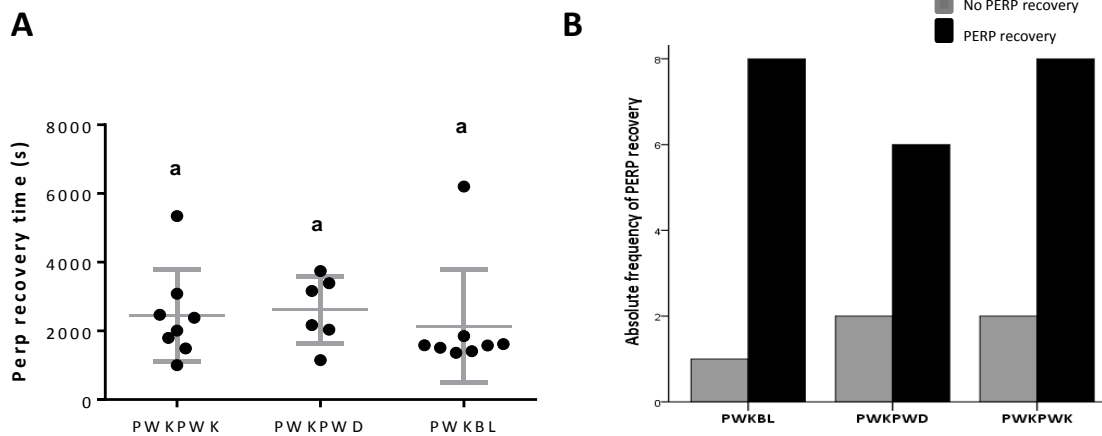 A
Perp recovery time (s)
8000
6000
4000
2000
0
a
a
a
PWKPWK
PWKPWD
PWKBL
B
No PERP recovery
PERP recovery
Absolute frequency of PERP recovery
8
6
4
2
0
PWKBL
PWKPWD
PWKPWK